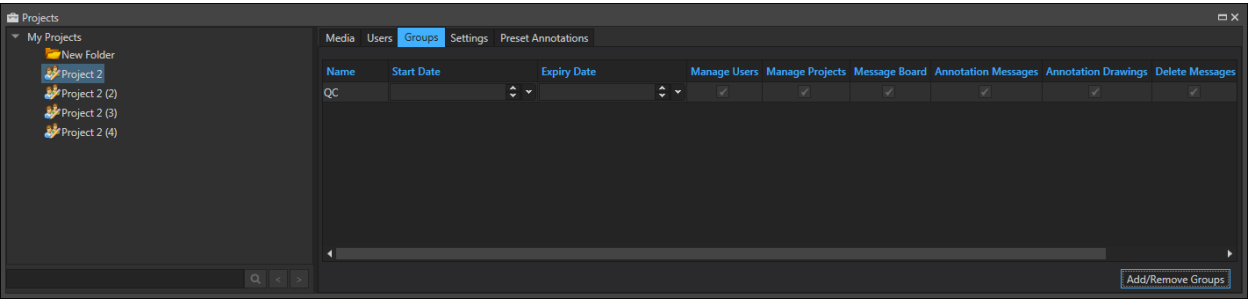 Projects
My Projects
New Folder
Project 2
Project 2 (2)
Project 2 (3)
Project 2 (4)
Media Users Groups Settings Preset Annotations
Name Start Date Expiry Date Manage Users Manage Projects Message Board Annotation Messages Annotation Drawings Delete Messages
QC
Add/Remove Groups